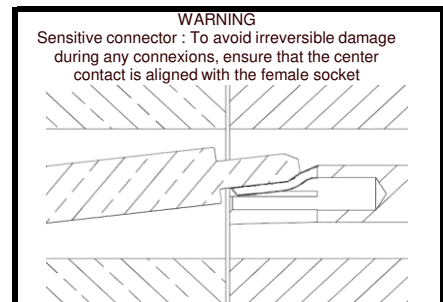 WARNING
Sensitive connector : To avoid irreversible damage
during any connexions, ensure that the center
contact is aligned with the female socket